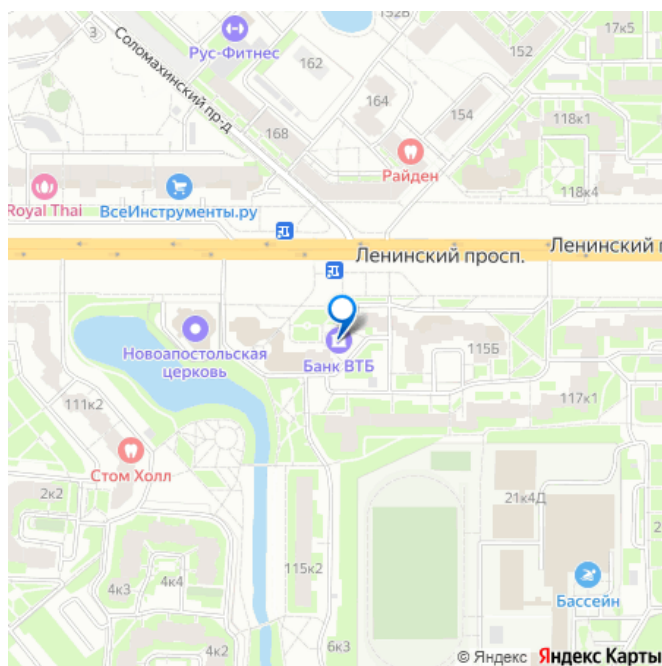 152В
17к5
3
Рус-Фитнес
152
Соломахинский пр-д
162
164
154
118к1
168
Райден
118к4
Royal Thai
ВсеИнструменты.ру
Ленинский просп.
Ленинский п
Новоапостольская
церковь
Банк ВТБ
115Б
111к2
117к1
Стом Холл
2к2
21к4Д
4к4
4к3
115к2
Бассейн
4к2
6к3
© Яндекс Яндекс Карты